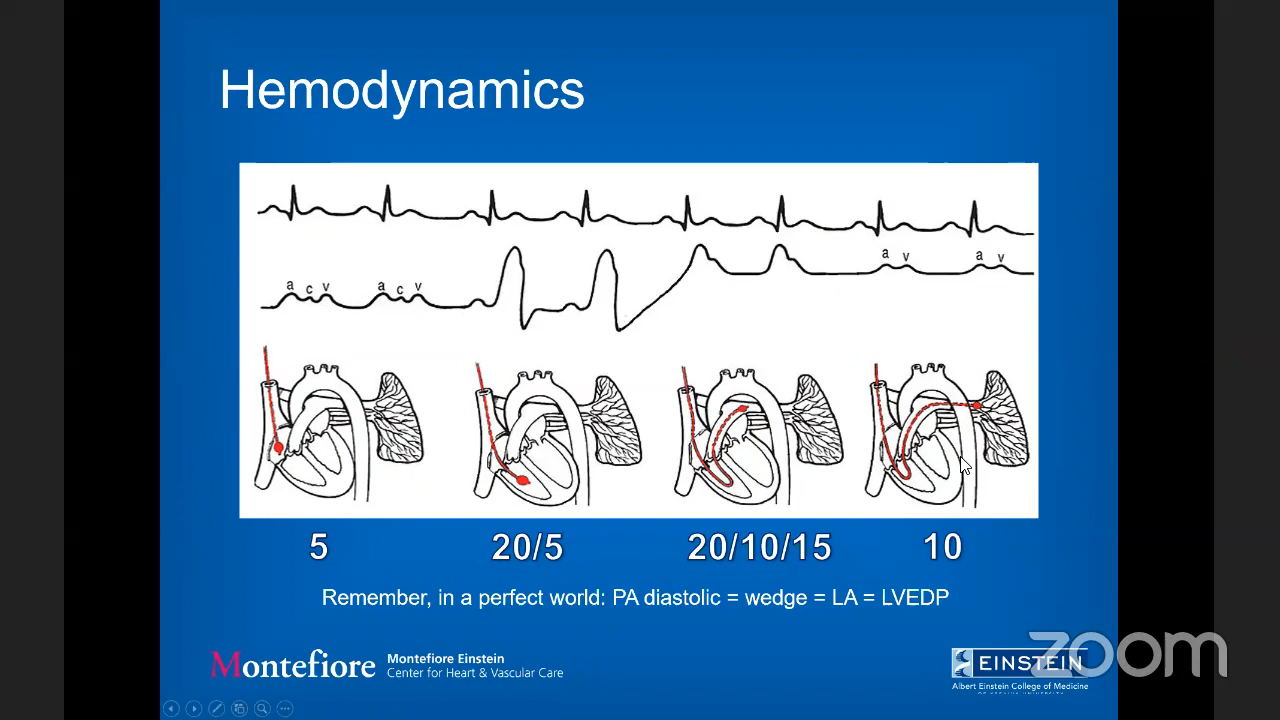 Hemodynamics
a v a v
a c v a c v
5 20/5 20/10/15 10
Remember, in a perfect world: PA diastolic = wedge = LA = LVEDP
Montefiore
Montefiore Einstein
Center for Heart & Vascular Care
EINSTEIN
Albert Einstein College of Medicine
zoom